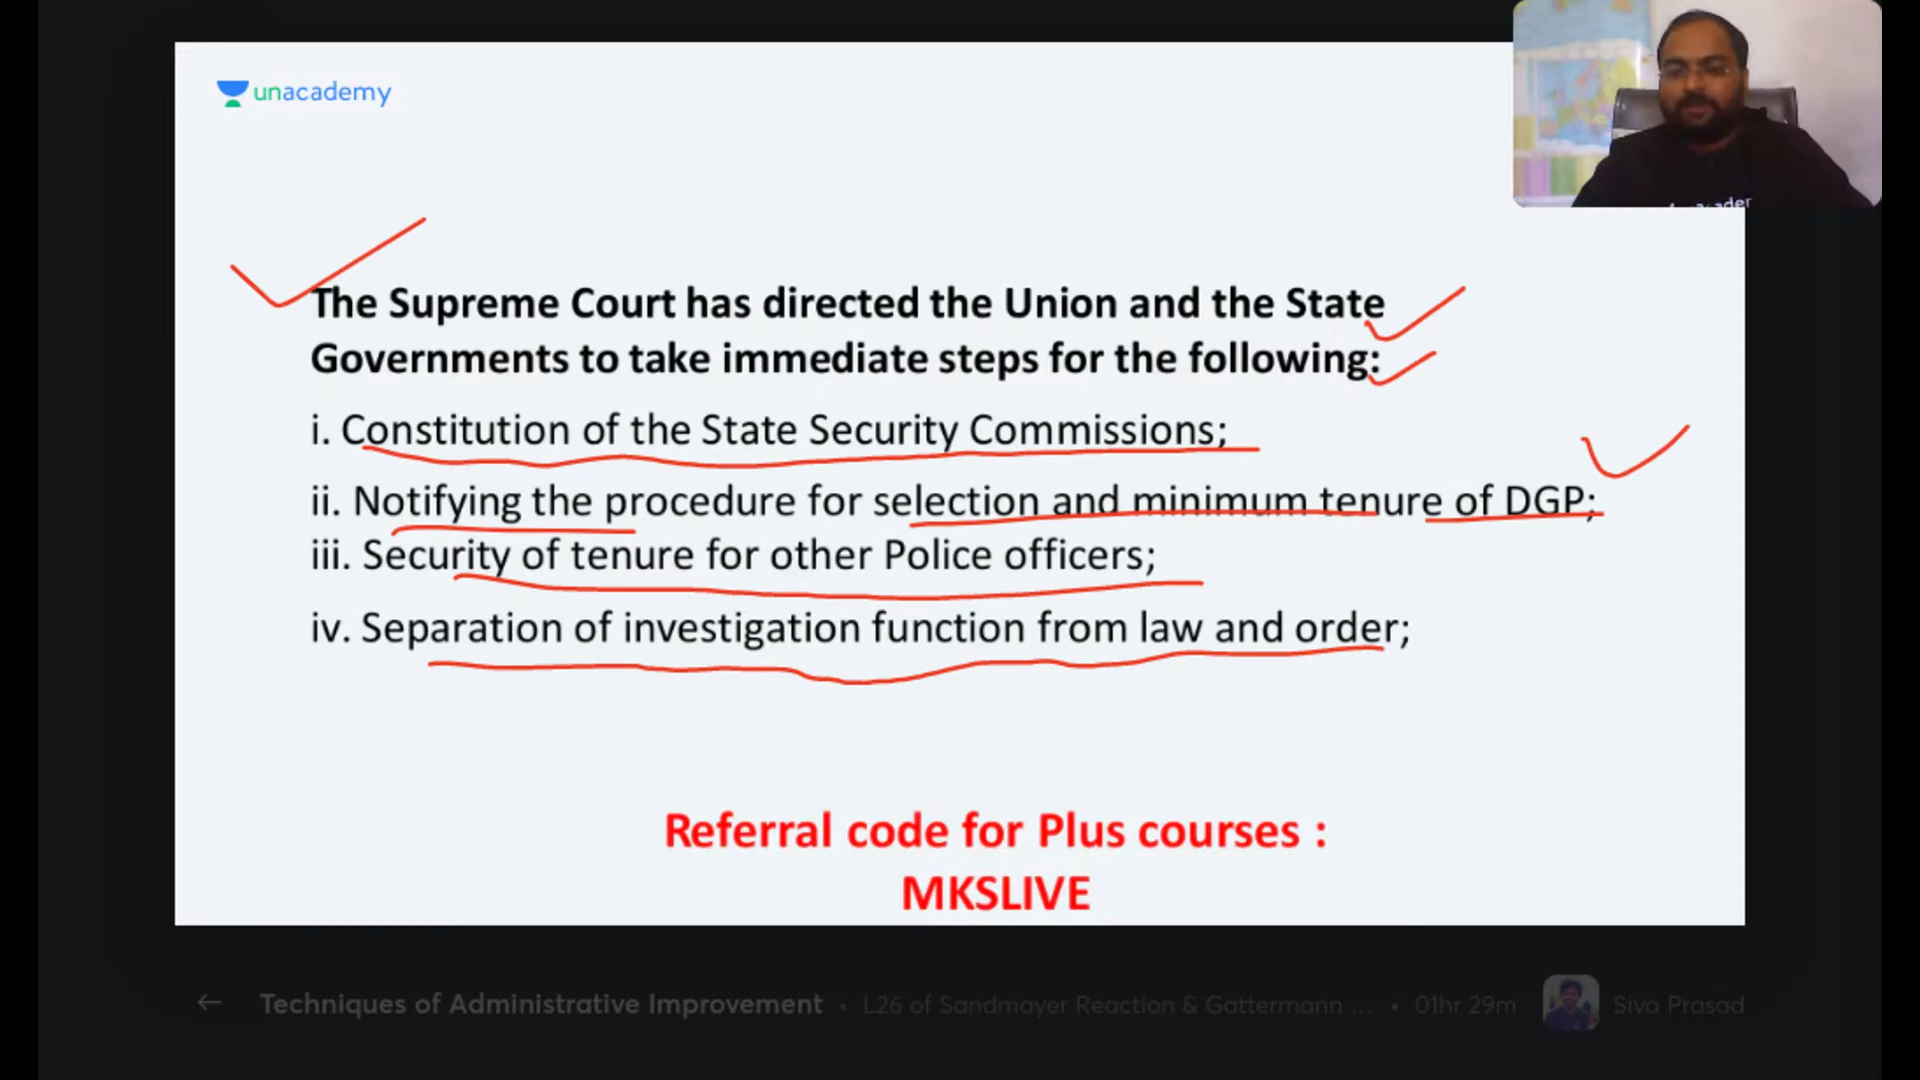 unacademy
The Supreme Court has directed the Union and the State
Governments to take immediate steps for the following:
i. Constitution of the State Security Commissions;
ii. Notifying the procedure for selection and minimum tenure of DGP;
iii. Security of tenure for other Police officers;
iv. Separation of investigation function from law and order;
Referral code for Plus courses :
MKSLIVE
Techniques of Administrative Improvement • L26 of Sandmayer Reaction & Gattermann ... • 01hr 29m Siva Prasad